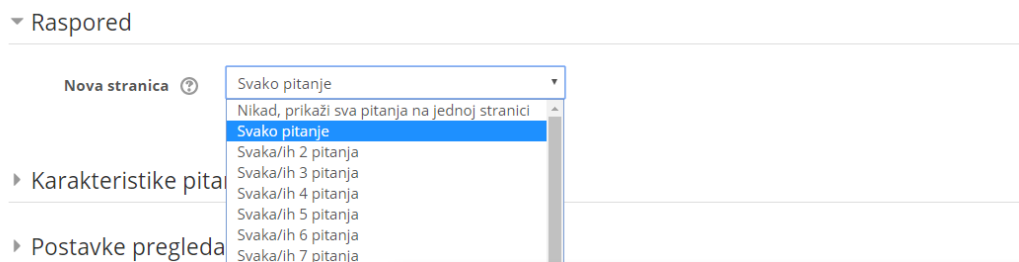 Raspored
Nova stranica Svako pitanje
Nikad, prikaži sva pitanja na jednoj stranici
Svako pitanje
Svaka/ih 2 pitanja
Svaka/ih 3 pitanja
Karakteristike
Svaka/ih 4 pitanja
Svaka/ih 5 pitanja
Svaka/ih 6 pitanja
Postavke pregleda
Svaka/ih 7 pitanja